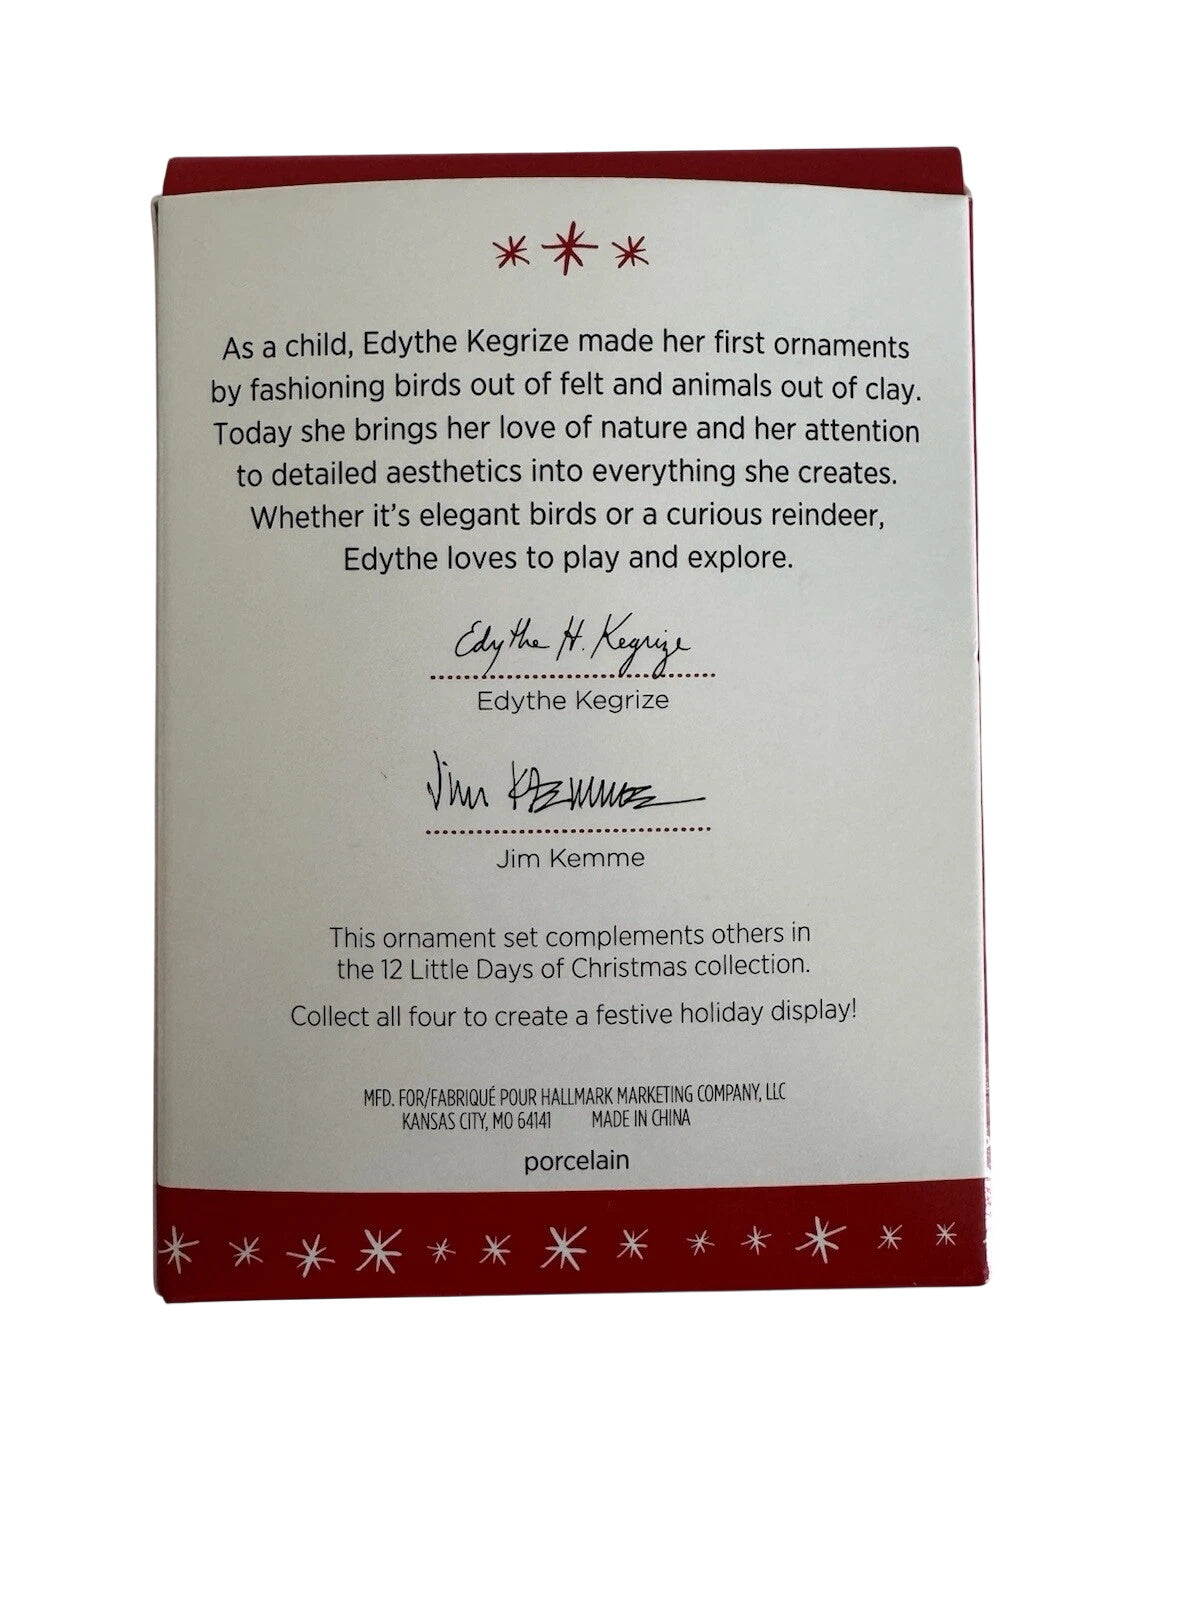 As a child, Edythe Kegrize made her first ornaments
by fashioning birds out of felt and animals out of clay.
Today she brings her love of nature and her attention
to detailed aesthetics into everything she creates.
Whether it's elegant birds or a curious reindeer,
Edythe loves to play and explore.
Edythe H. Kegrize
Edythe Kegrize
Jim Kemme
Jim Kemme
This ornament set complements others in
the 12 Little Days of Christmas collection.
Collect all four to create a festive holiday display!
MFD. FOR/FABRIQUÉ POUR HALLMARK MARKETING COMPANY, LLC
KANSAS CITY, MO 64141 MADE IN CHINA
porcelain